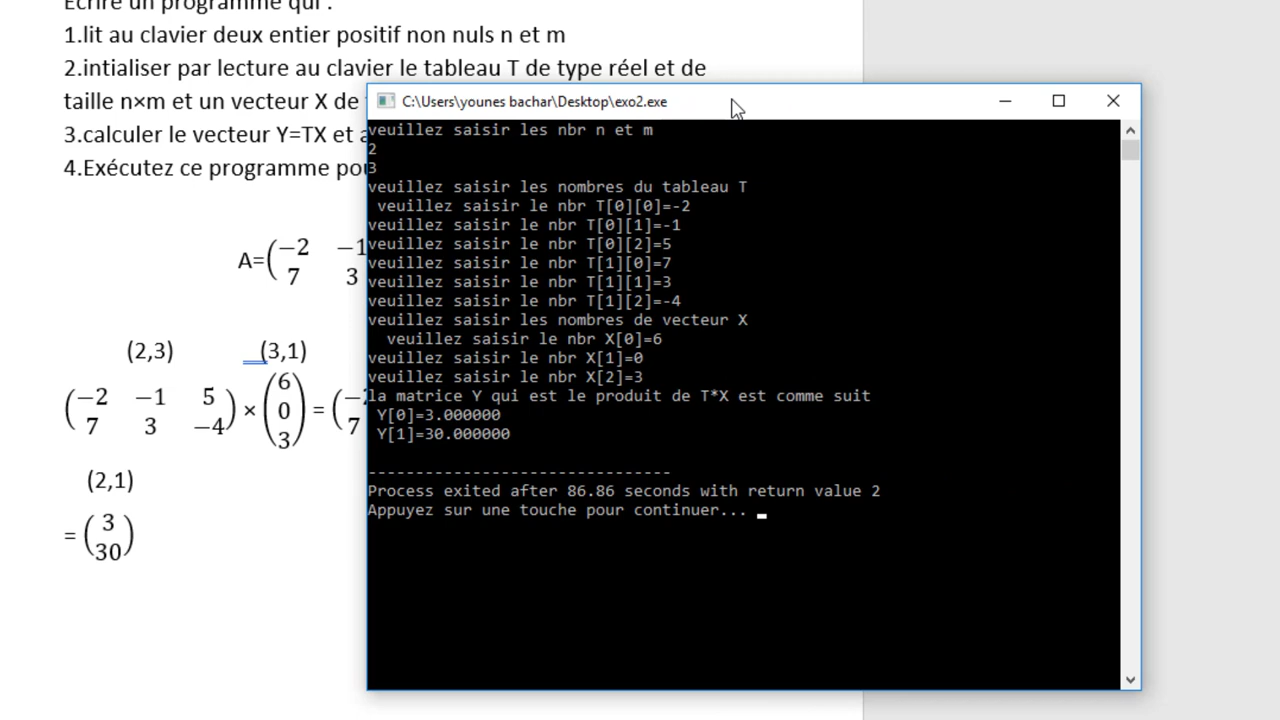 Ecrire un programme qui :
1.lit au clavier deux entier positif non nuls n et m
2.intialiser par lecture au clavier le tableau T de type réel et de
taille n×m et un vecteur X de
3.calculer le vecteur Y=TX et
4.Exécutez ce programme
A=(−2 −1
7 3
(2,3) (3,1)
(−2 −1 5
7 3 −4) × (6
0
3) = (
7
(2,1)
= (3
30)
C:\Users\younes bachar\Desktop\exo2.exe
veuillez saisir les nbr n et m
2
3
veuillez saisir les nombres du tableau T
veuillez saisir le nbr T[0][0]=-2
veuillez saisir le nbr T[0][1]=-1
veuillez saisir le nbr T[0][2]=5
veuillez saisir le nbr T[1][0]=7
veuillez saisir le nbr T[1][1]=3
veuillez saisir le nbr T[1][2]=-4
veuillez saisir les nombres de vecteur X
veuillez saisir le nbr X[0]=6
veuillez saisir le nbr X[1]=0
veuillez saisir le nbr X[2]=3
la matrice Y qui est le produit de T*X est comme suit
Y[0]=3.000000
Y[1]=30.000000
--------------------------------
Process exited after 86.86 seconds with return value 2
Appuyez sur une touche pour continuer...